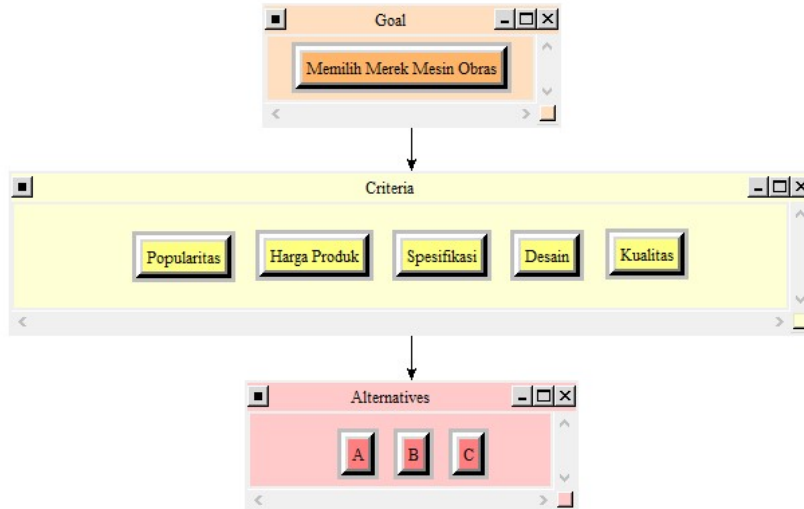 Goal
Memilih Merek Mesin Obras
Criteria
Popularitas
Harga Produk
Spesifikasi
Desain
Kualitas
Alternatives
A
B
C